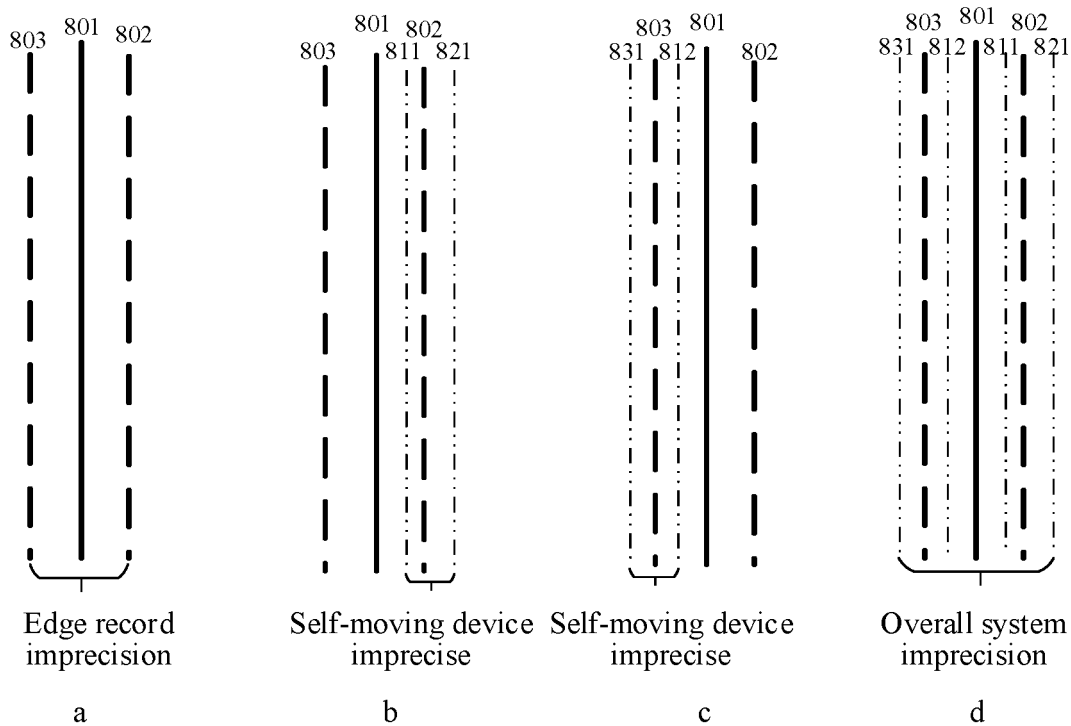 803
801
802
803
801
811
802
821
831
803
812
801
802
831
803
812
801
811
802
821
Edge record
imprecision
Self-moving device
imprecise
Self-moving device
imprecise
Overall system
imprecision
a
b
c
d